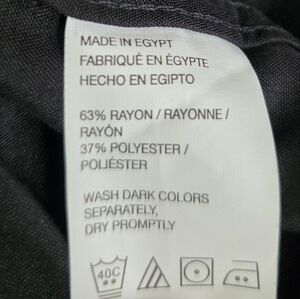 MADE IN EGYPT
FABRIQUÉ EN ÉGYPTE
HECHO EN EGIPTO
63% RAYON / RAYONNE /
RAYÓN
37% POLYESTER /
POLIÉSTER
WASH DARK COLORS
SEPARATELY,
DRY PROMPTLY
40C